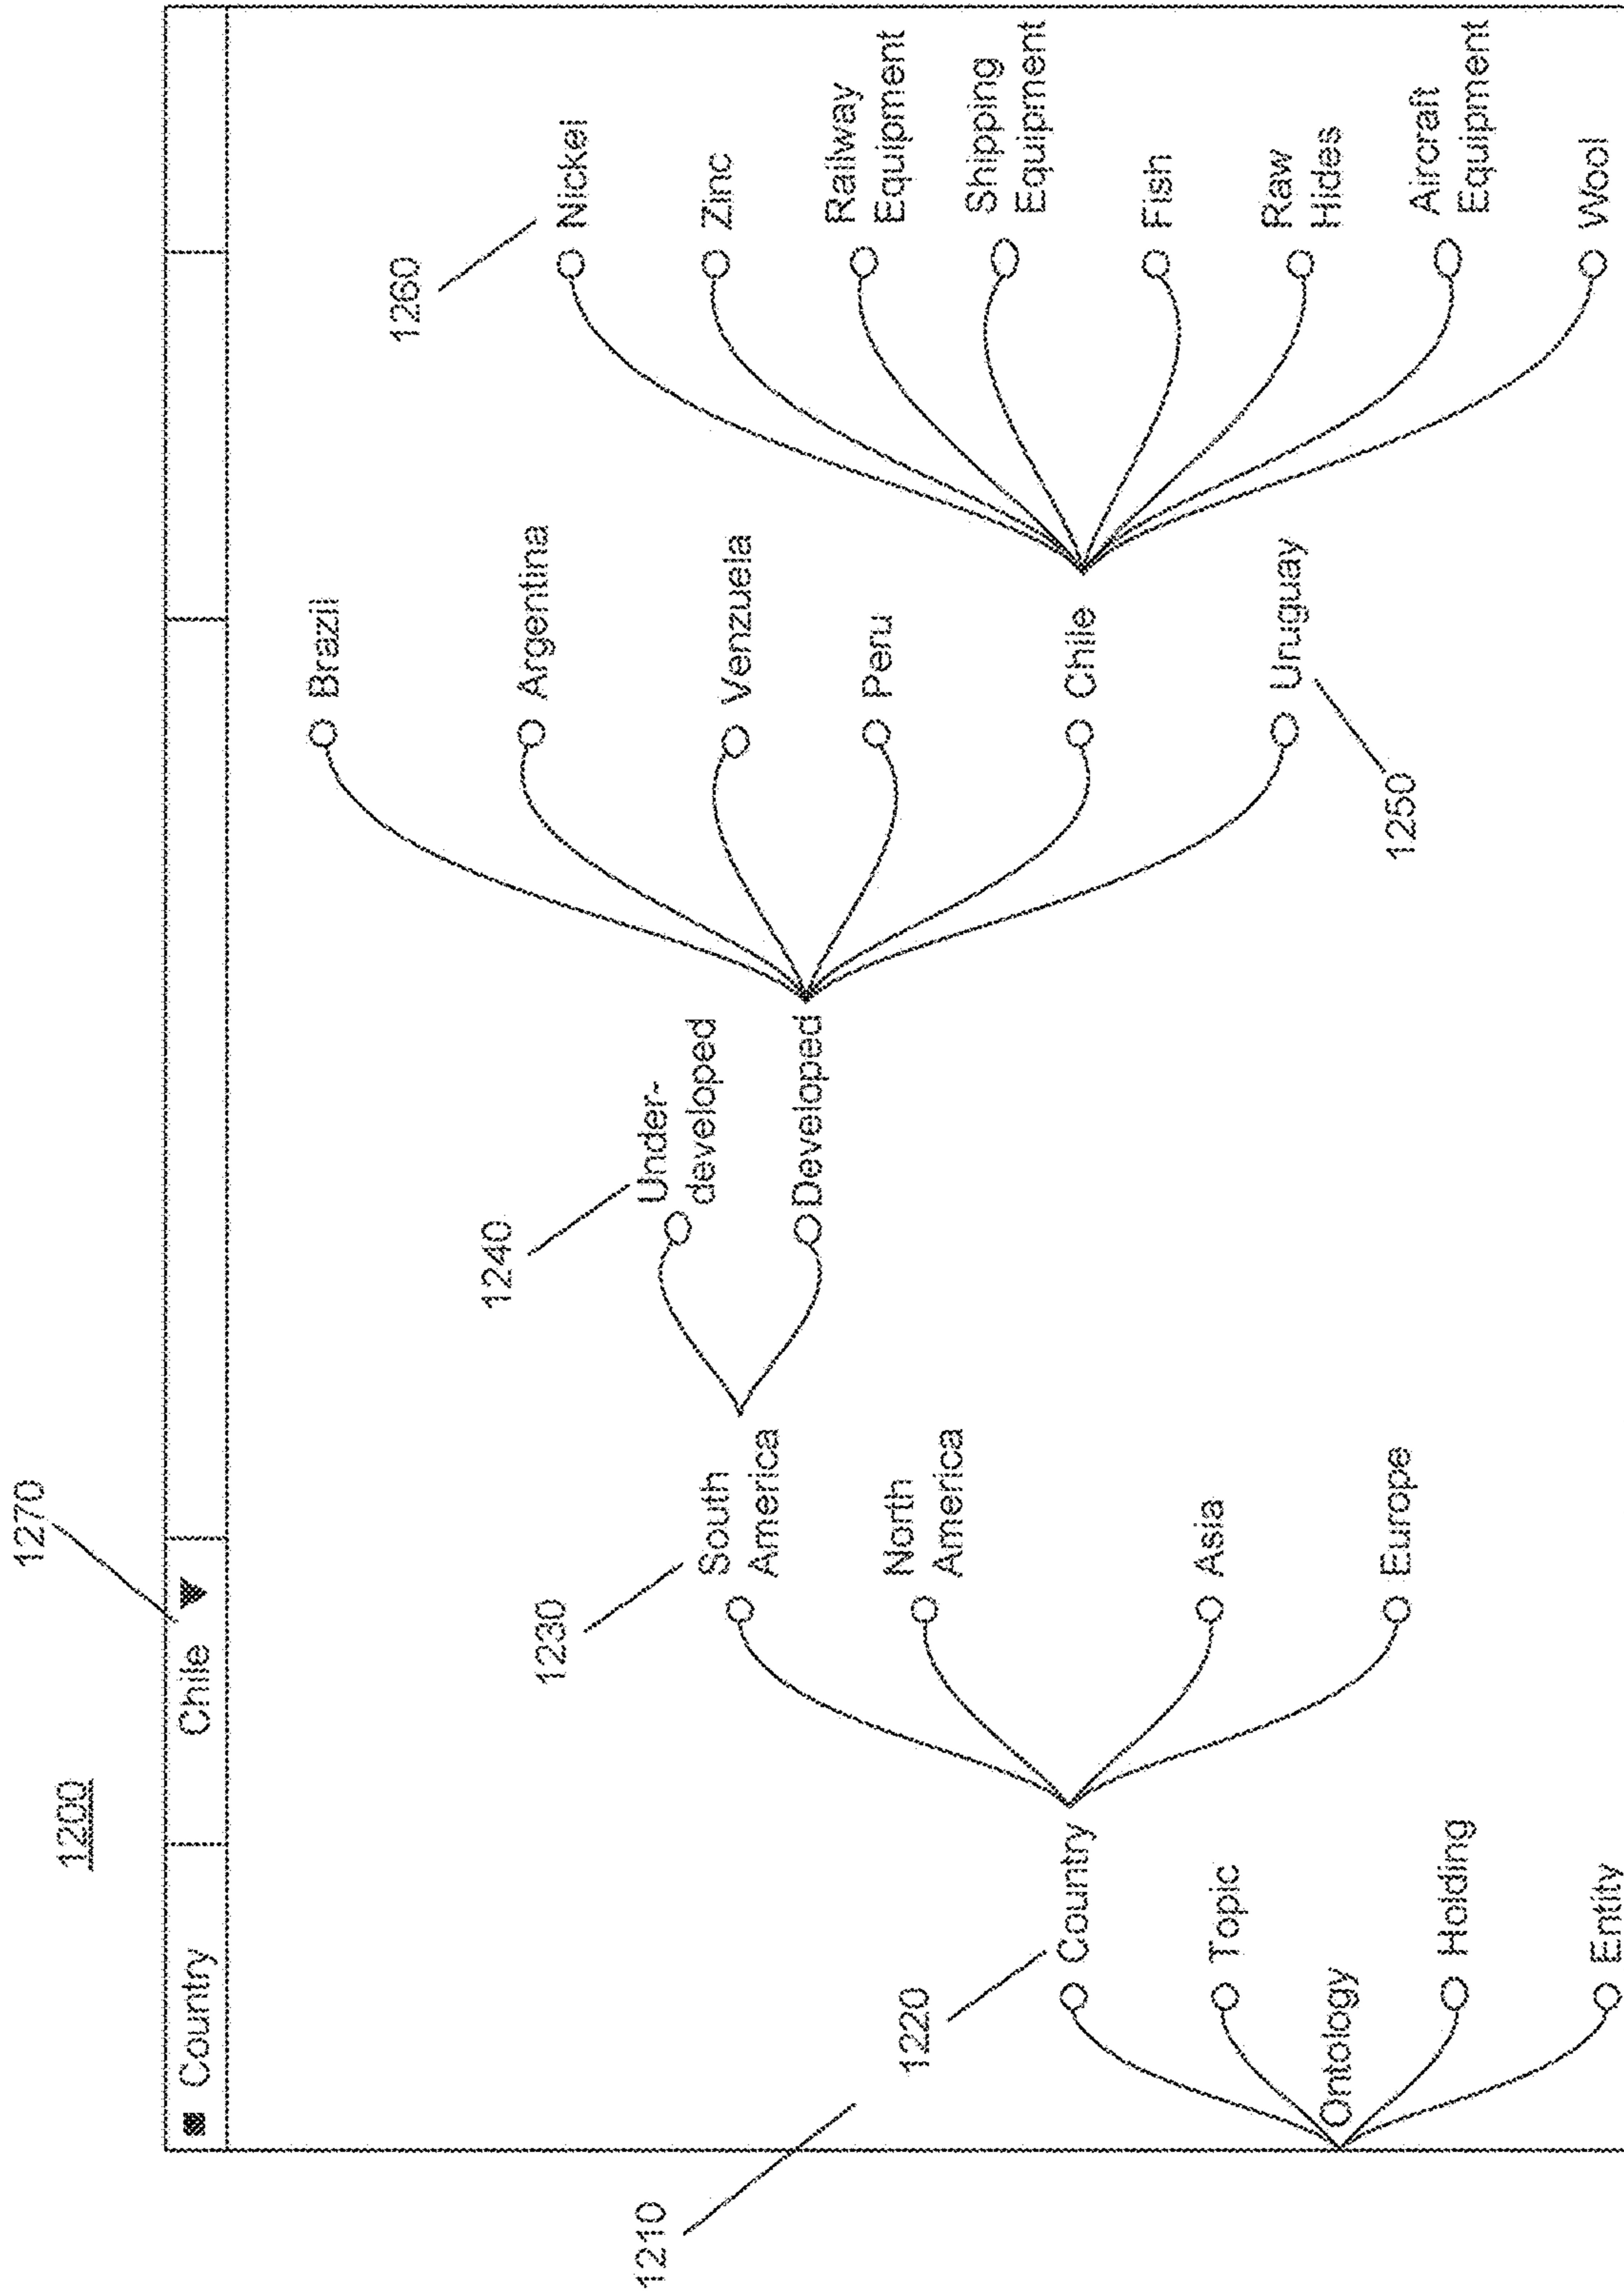 1200
1270
Country
Chile
1210
1220
Ontology
Country
Topic
Holding
Entity
1230
South
America
North
America
Asia
Europe
1240
Under-
developed
Developed
Brazil
Argentina
Venzuela
Peru
Chile
Uruguay
1250
1260
Nickel
Zinc
Railway
Equipment
Shipping
Equipment
Fish
Raw
Hides
Aircraft
Equipment
Wool